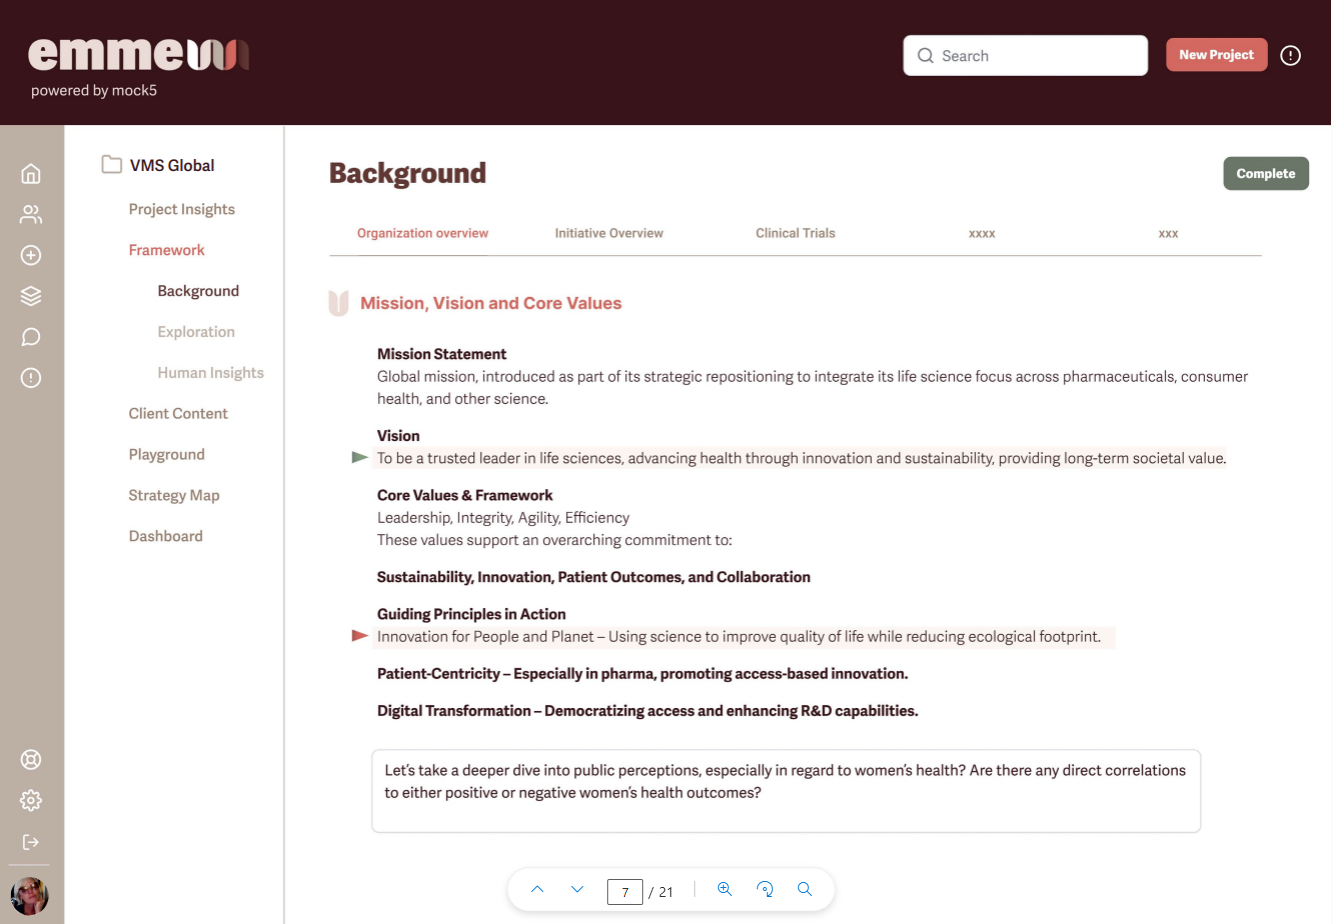 emme
powered by mock5
Search
New Project
VMS Global
Project Insights
Framework
Background
Exploration
Human Insights
Client Content
Playground
Strategy Map
Dashboard
Background
Complete
Organization overview
Initiative Overview
Clinical Trials
xxxx
xxx
Mission, Vision and Core Values
Mission Statement
Global mission, introduced as part of its strategic repositioning to integrate its life science focus across pharmaceuticals, consumer
health, and other science.
Vision
To be a trusted leader in life sciences, advancing health through innovation and sustainability, providing long-term societal value.
Core Values & Framework
Leadership, Integrity, Agility, Efficiency
These values support an overarching commitment to:
Sustainability, Innovation, Patient Outcomes, and Collaboration
Guiding Principles in Action
Innovation for People and Planet – Using science to improve quality of life while reducing ecological footprint.
Patient-Centricity – Especially in pharma, promoting access-based innovation.
Digital Transformation – Democratizing access and enhancing R&D capabilities.
Let's take a deeper dive into public perceptions, especially in regard to women's health? Are there any direct correlations
to either positive or negative women's health outcomes?
7 / 21